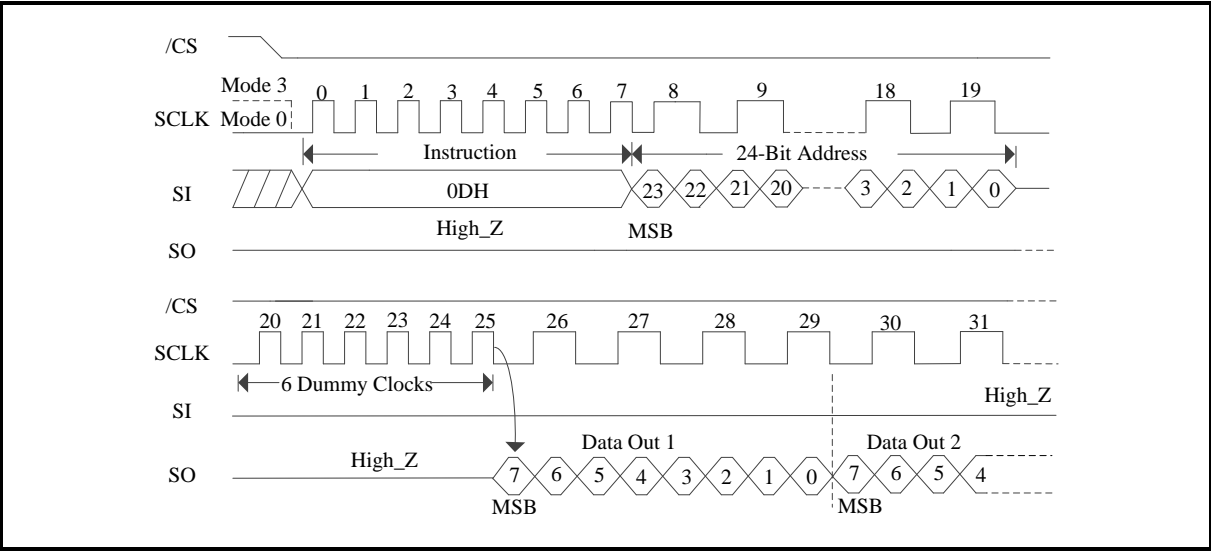 /CS
Mode 3
0 1 2 3 4 5 6 7 8 9 18 19
SCLK Mode 0
Instruction 24-Bit Address
SI 0DH 23 22 21 20 3 2 1 0
High_Z MSB
SO
/CS
20 21 22 23 24 25 26 27 28 29 30 31
SCLK
6 Dummy Clocks
High_Z
SI
Data Out 1 Data Out 2
SO High_Z 7 6 5 4 3 2 1 0 7 6 5 4
MSB MSB